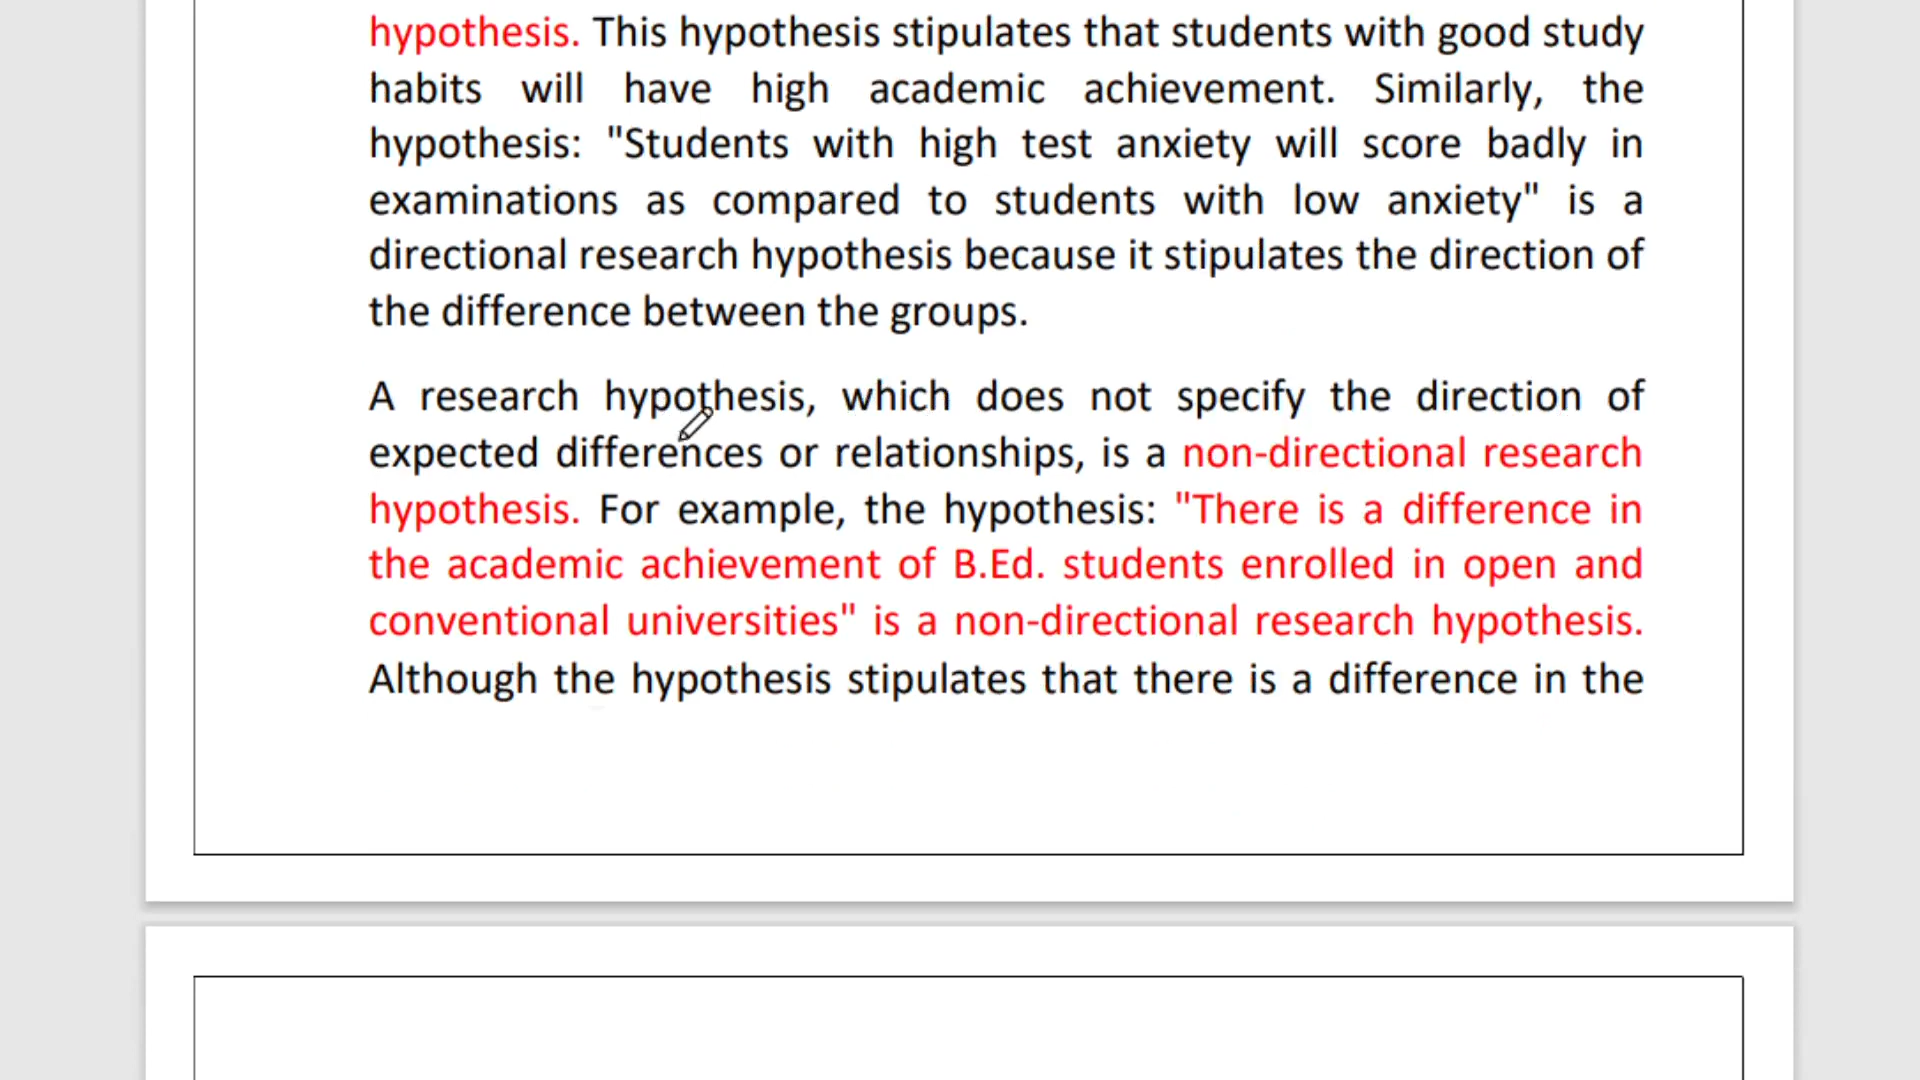 hypothesis. This hypothesis stipulates that students with good study
habits will have high academic achievement. Similarly, the
hypothesis: "Students with high test anxiety will score badly in
examinations as compared to students with low anxiety" is a
directional research hypothesis because it stipulates the direction of
the difference between the groups.
A research hypothesis, which does not specify the direction of
expected differences or relationships, is a non-directional research
hypothesis. For example, the hypothesis: "There is a difference in
the academic achievement of B.Ed. students enrolled in open and
conventional universities" is a non-directional research hypothesis.
Although the hypothesis stipulates that there is a difference in the